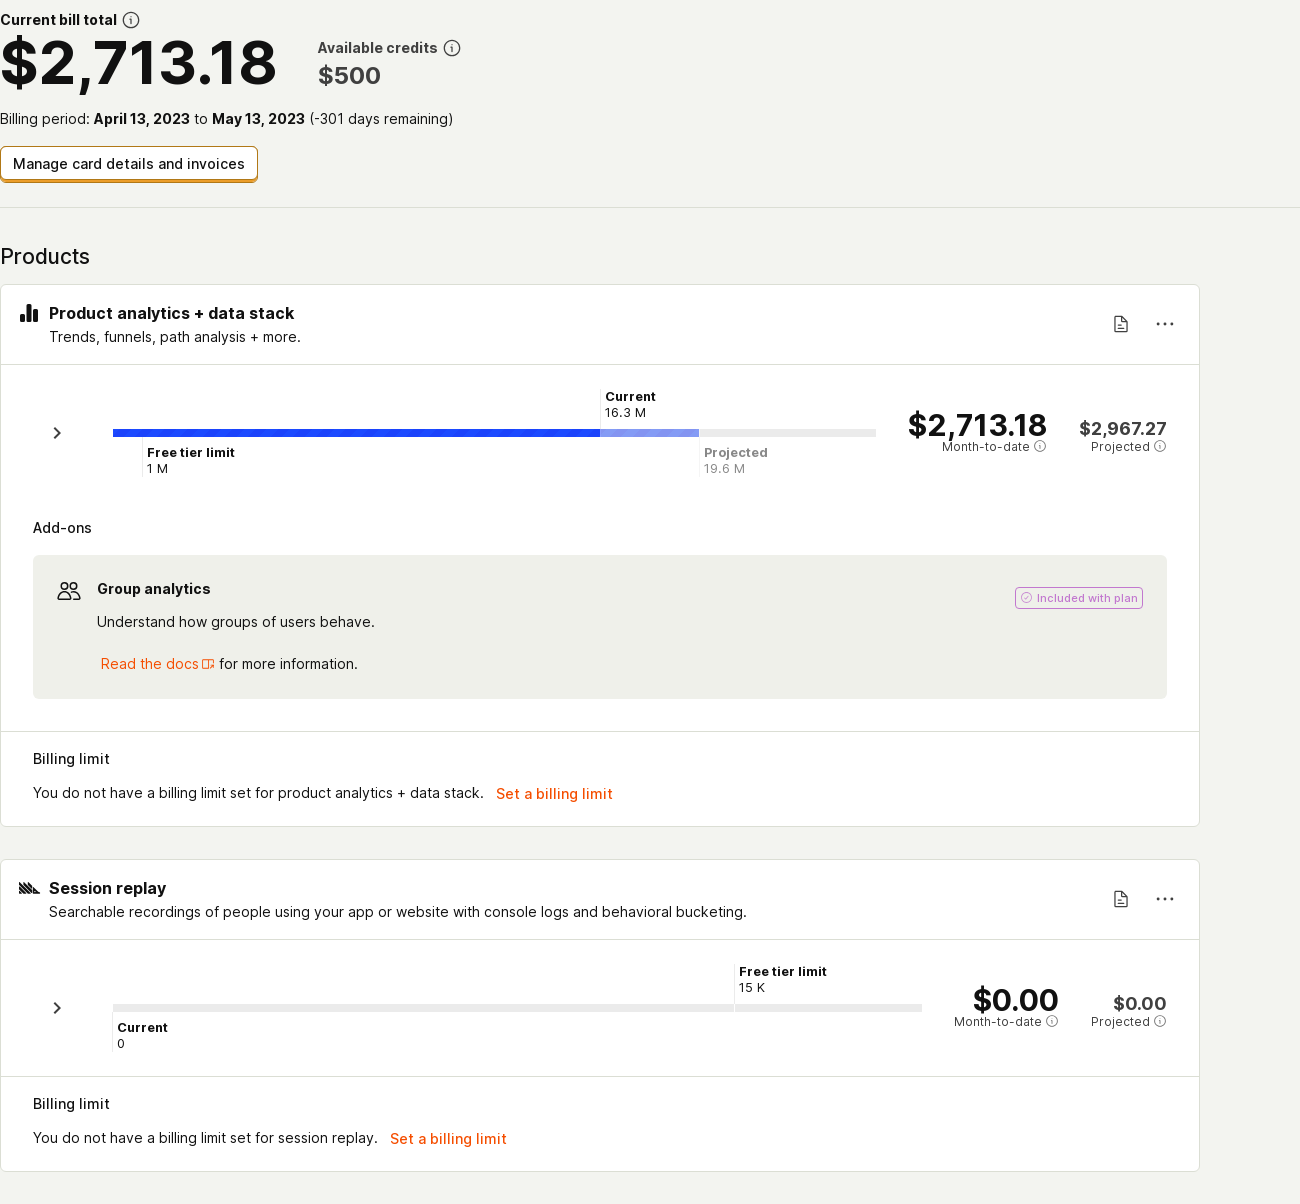 Current bill total
$2,713.18
Available credits
$500
Billing period: April 13, 2023 to May 13, 2023 (-301 days remaining)
Manage card details and invoices
Products
Product analytics + data stack
Trends, funnels, path analysis + more.
Current
16.3 M
Free tier limit
1 M
Projected
19.6 M
$2,713.18
Month-to-date
$2,967.27
Projected
Add-ons
Group analytics
Included with plan
Understand how groups of users behave.
Read the docs for more information.
Billing limit
You do not have a billing limit set for product analytics + data stack. Set a billing limit
Session replay
Searchable recordings of people using your app or website with console logs and behavioral bucketing.
Free tier limit
15 K
Current
0
$0.00
Month-to-date
$0.00
Projected
Billing limit
You do not have a billing limit set for session replay. Set a billing limit